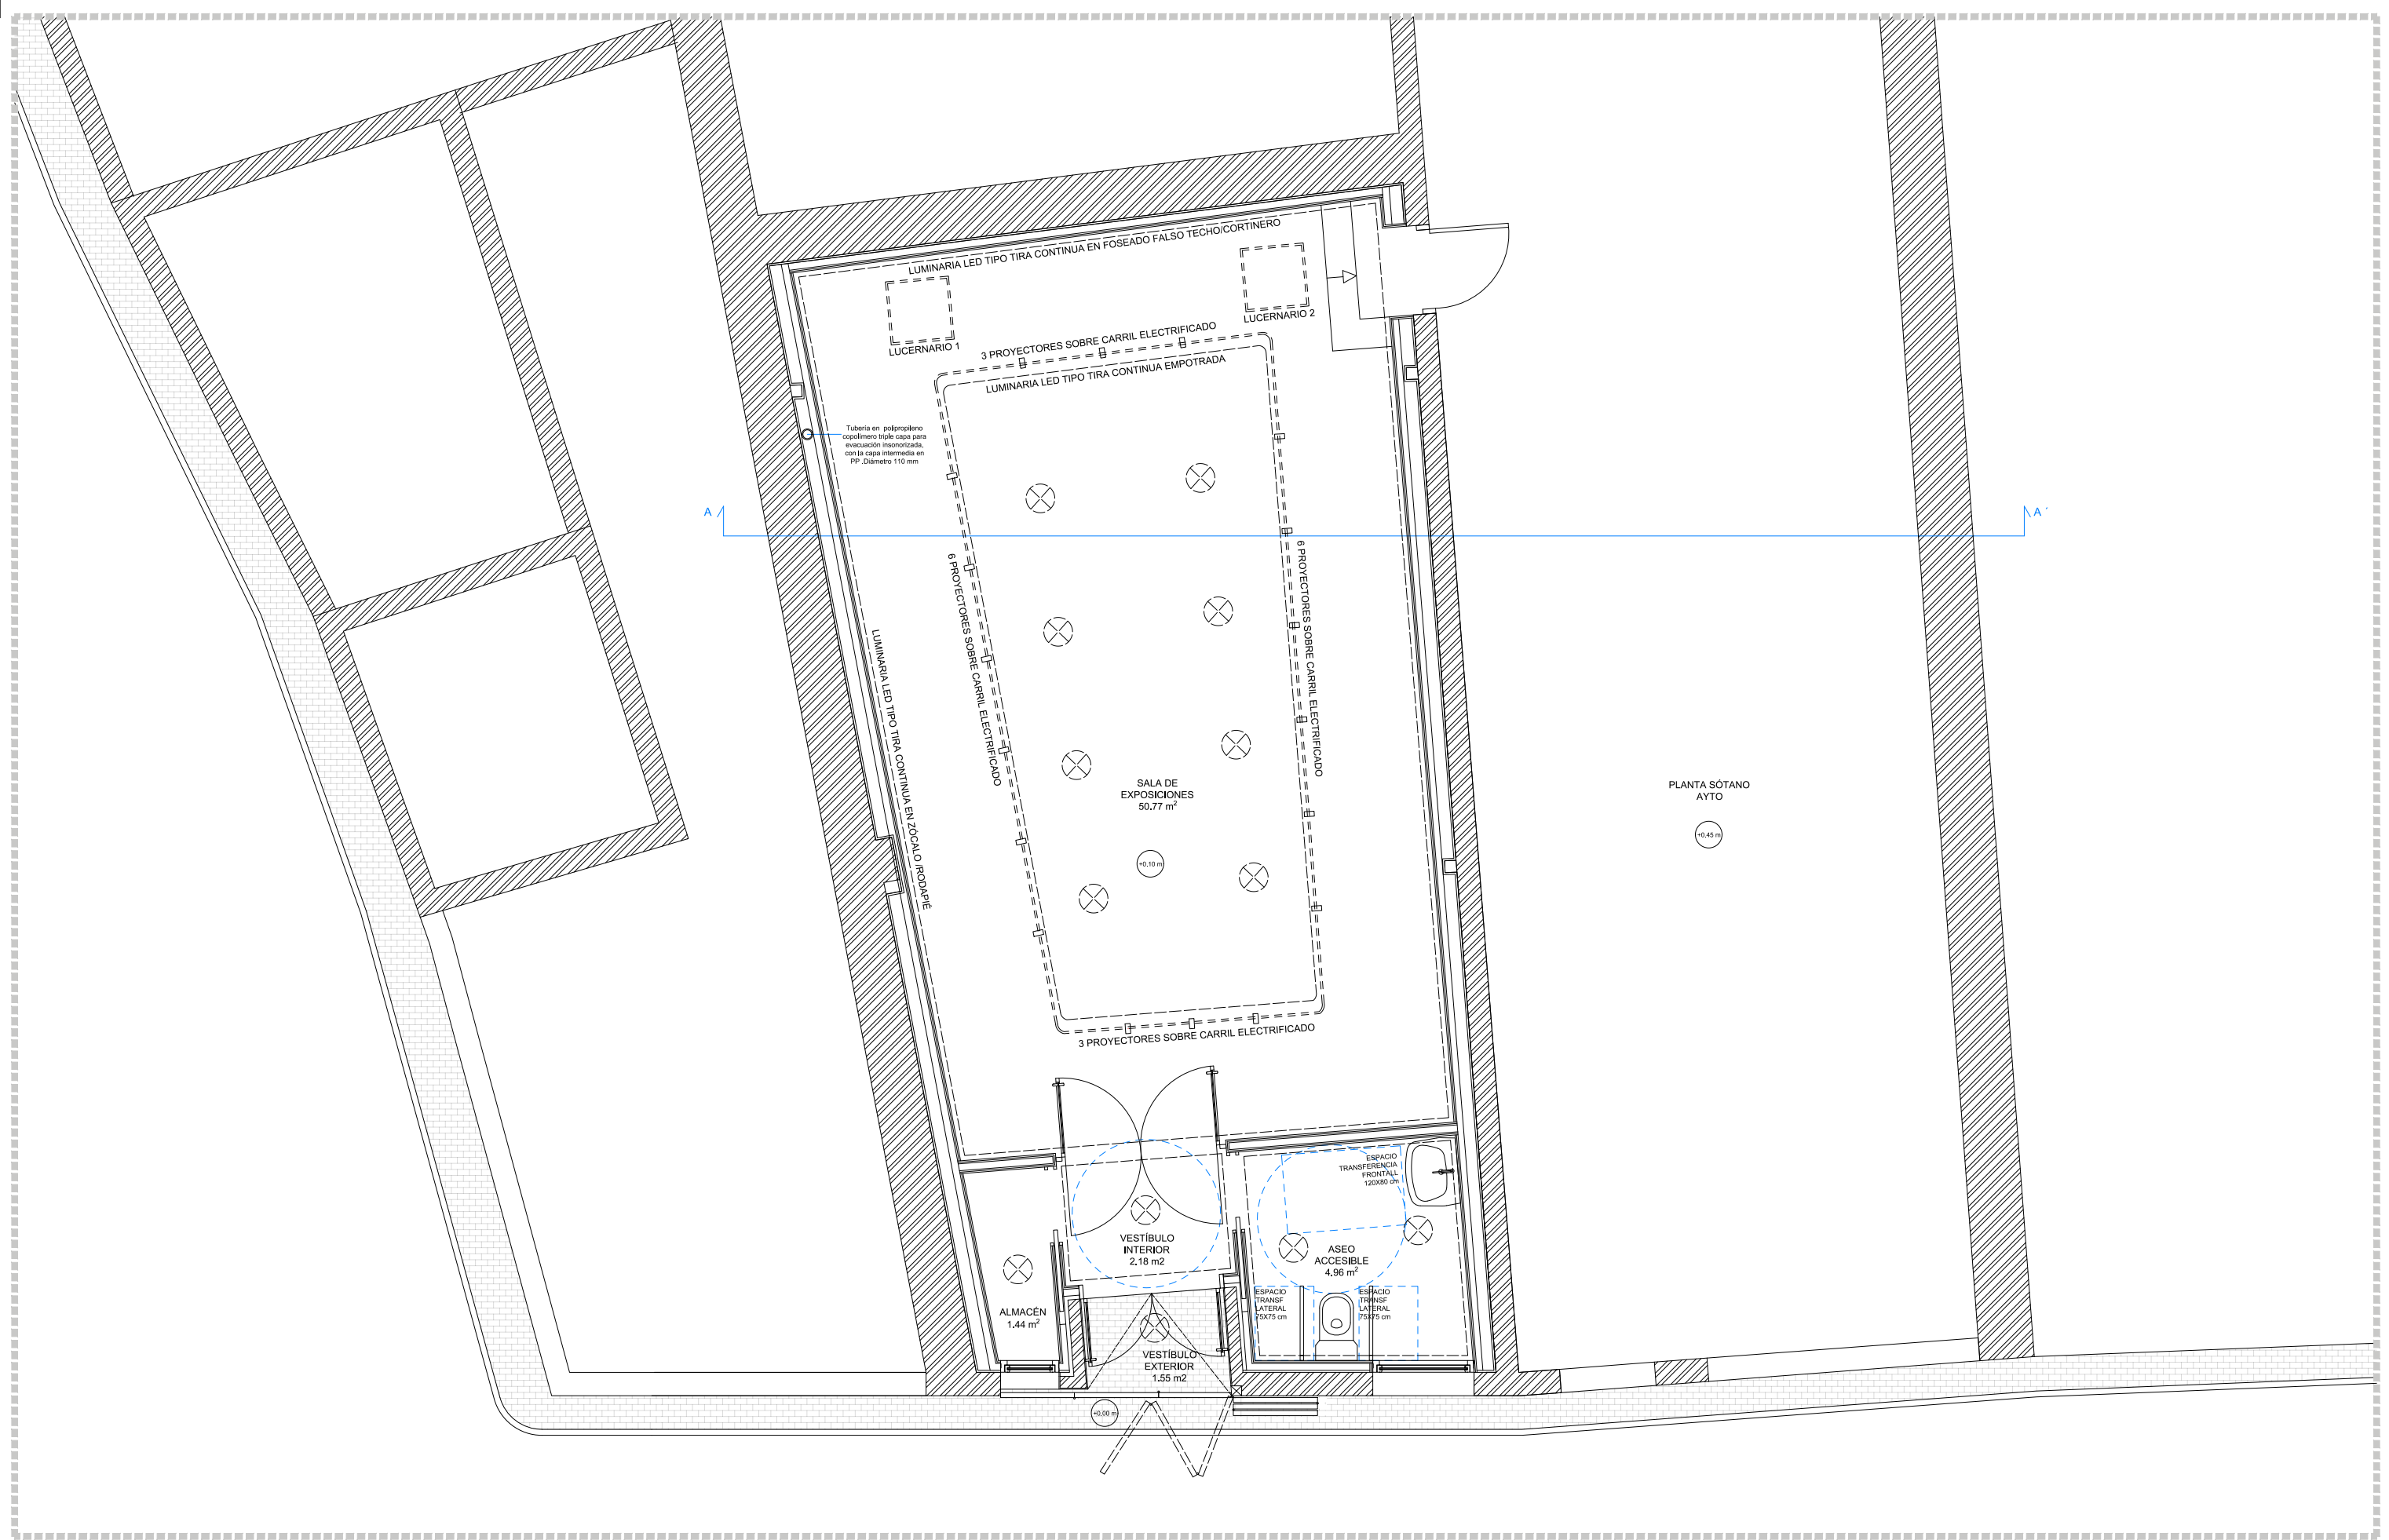 LUMINARIA LED TIPO TIRA CONTINUA EN FOSEADO FALSO TECHO/CORTINERO
LUCERNARIO 1
LUCERNARIO 2
3 PROYECTORES SOBRE CARRIL ELECTRIFICADO
LUMINARIA LED TIPO TIRA CONTINUA EMPOTRADA
Tubería en polipropileno
copolímero triple capa para
evacuación insonorizada,
con la capa intermedia en
PP .Diámetro 110 mm
A
A '
6 PROYECTORES SOBRE CARRIL ELECTRIFICADO
6 PROYECTORES SOBRE CARRIL ELECTRIFICADO
LUMINARIA LED TIPO TIRA CONTINUA EN ZÓCALO /RODAPIÉ
SALA DE
EXPOSICIONES
50.77 m²
+0,10 m
PLANTA SÓTANO
AYTO
+0,45 m
3 PROYECTORES SOBRE CARRIL ELECTRIFICADO
ESPACIO
TRANSFERENCIA
FRONTALL
120X80 cm
VESTÍBULO
INTERIOR
2,18 m2
ASEO
ACCESIBLE
4,96 m²
ESPACIO
TRANSF
LATERAL
75X75 cm
ESPACIO
TRANSF
LATERAL
75X75 cm
ALMACÉN
1.44 m²
VESTÍBULO
EXTERIOR
1.55 m2
+0,00 m